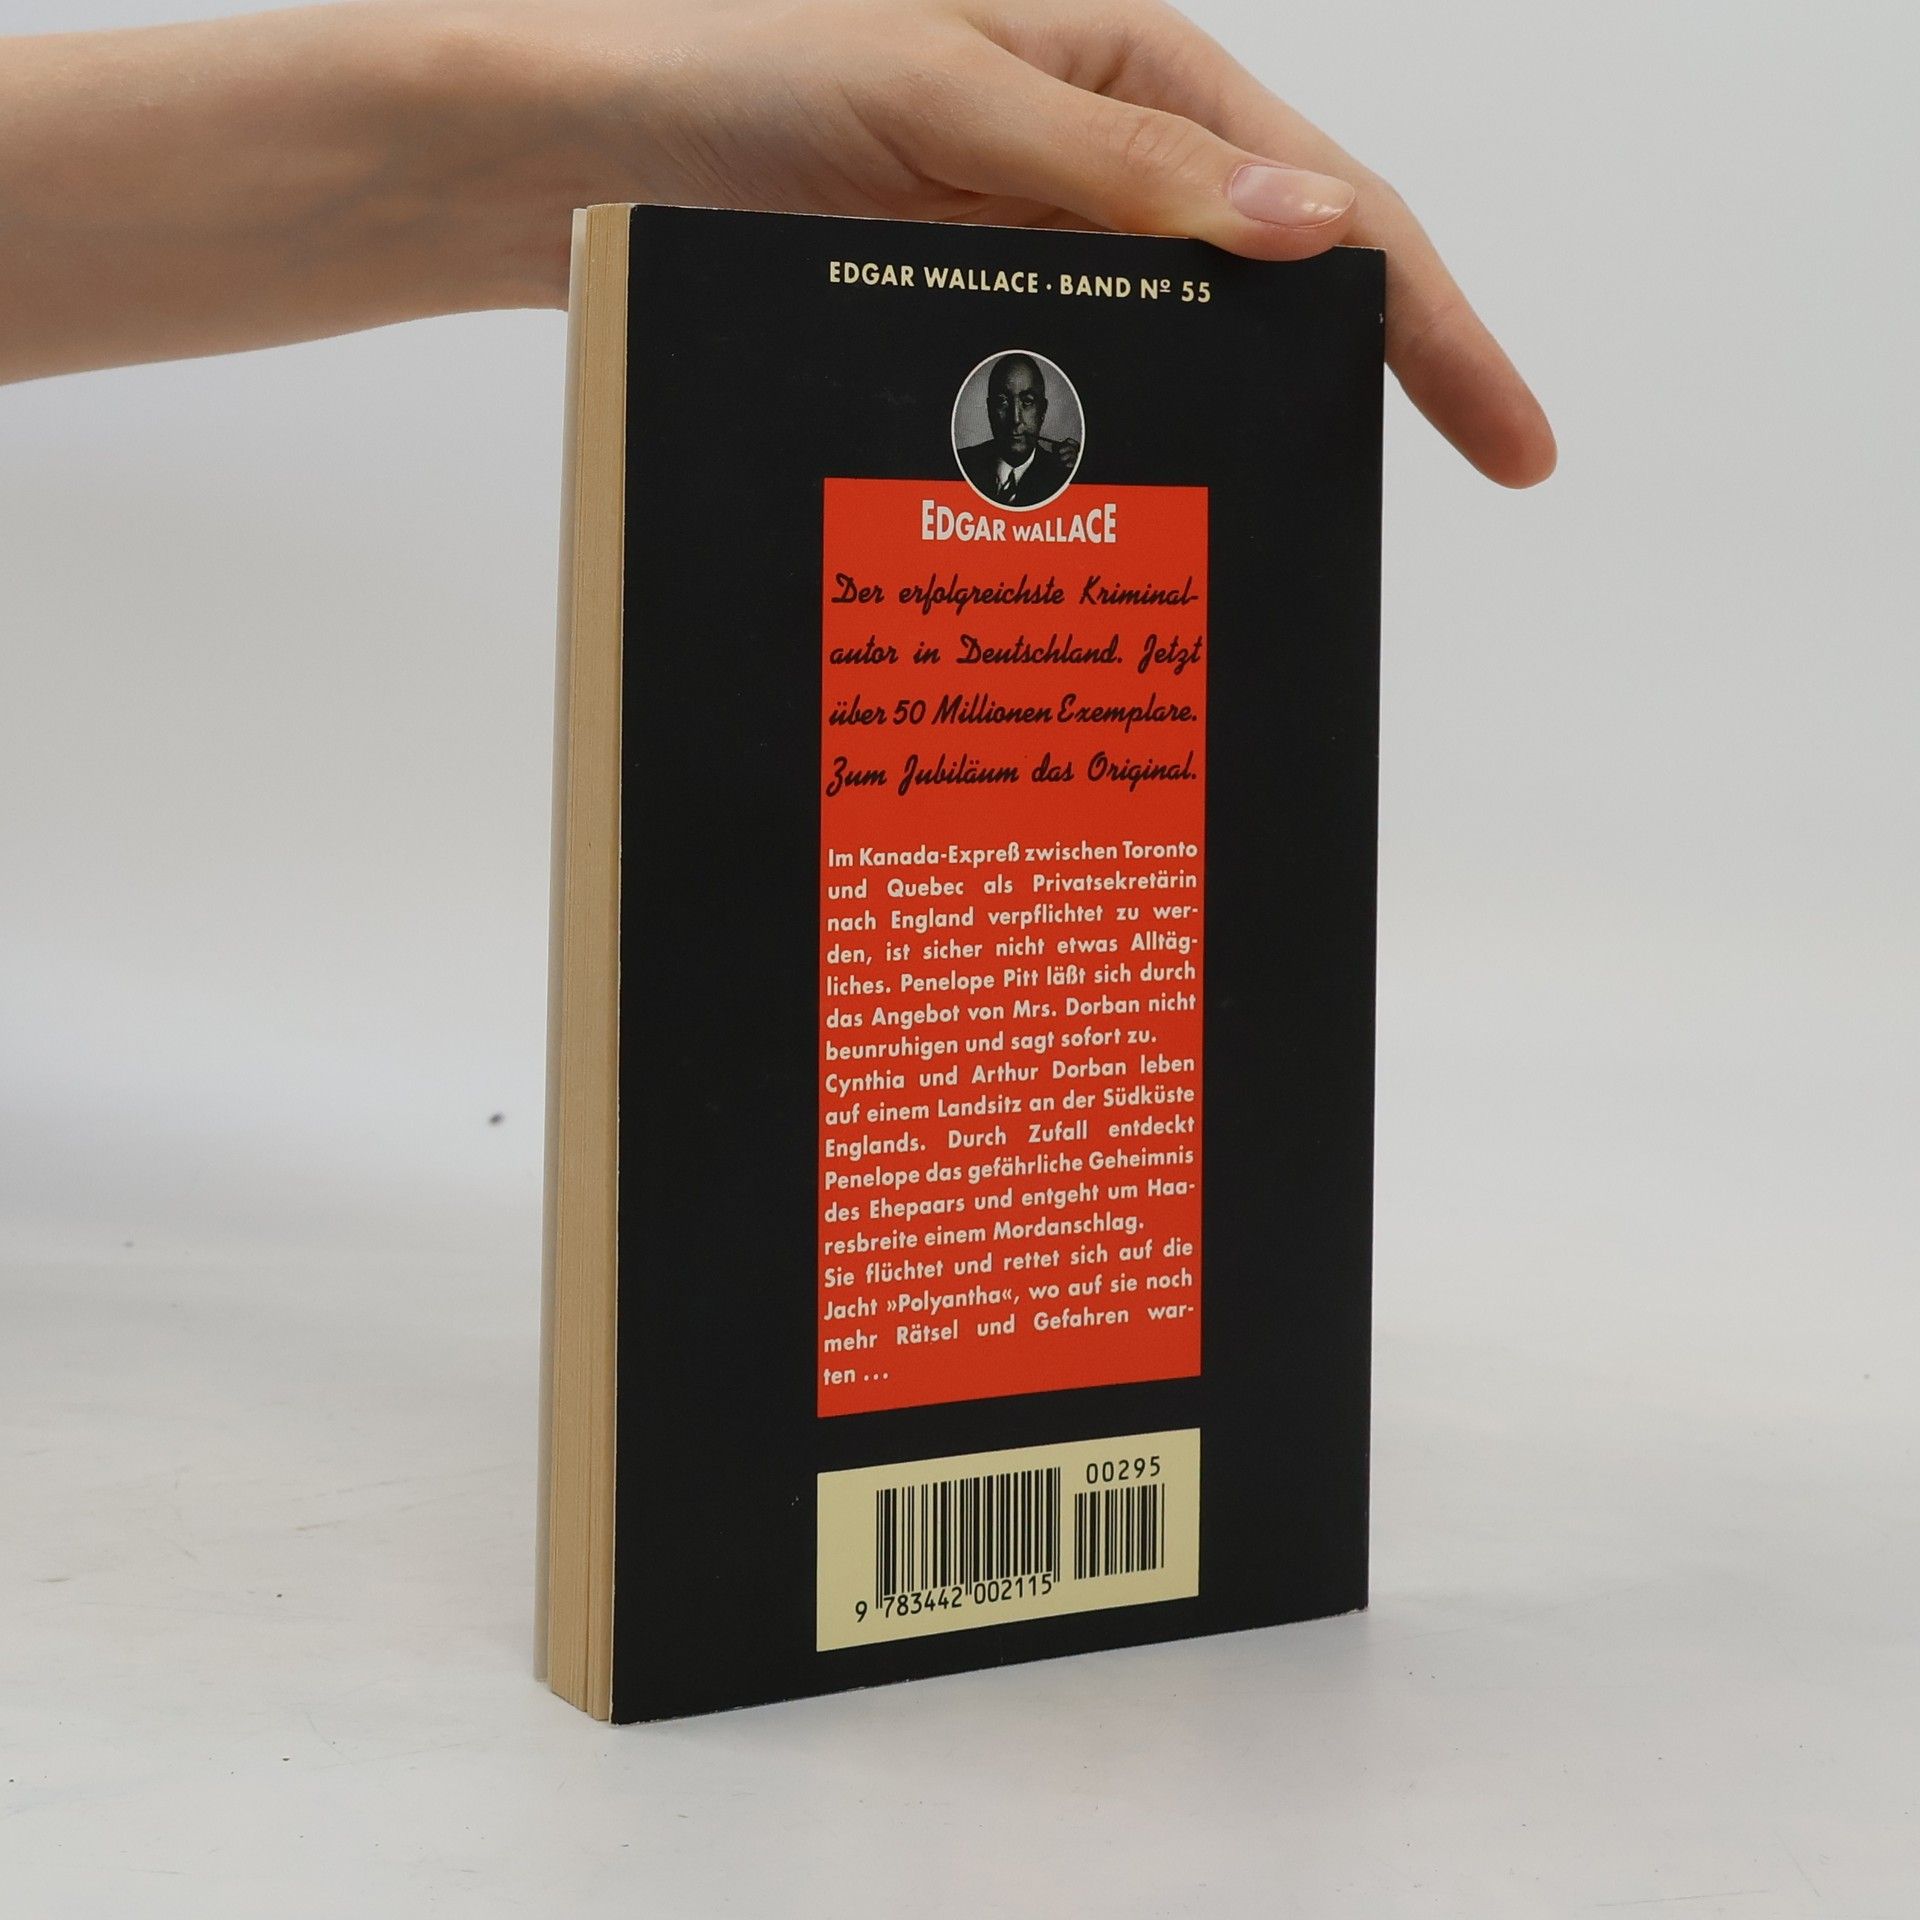 EDGAR WALLACE · BAND Nº 55
EDGAR WALLACE
Der erfolgreichste Kriminal-
autor in Deutschland. Jetzt
über 50 Millionen Exemplare.
Zum Jubiläum das Original.
Im Kanada-Expreß zwischen Toronto
und Quebec als Privatsekretärin
nach England verpflichtet zu wer-
den, ist sicher nicht etwas Alltäg-
liches. Penelope Pitt läßt sich durch
das Angebot von Mrs. Dorban nicht
beunruhigen und sagt sofort zu.
Cynthia und Arthur Dorban leben
auf einem Landsitz an der Südküste
Englands. Durch Zufall entdeckt
Penelope das gefährliche Geheimnis
des Ehepaars und entgeht um Haa-
resbreite einem Mordanschlag.
Sie flüchtet und rettet sich auf die
Jacht »Polyantha«, wo auf sie noch
mehr Rätsel und Gefahren war-
ten ...
00295
9 783442 002115